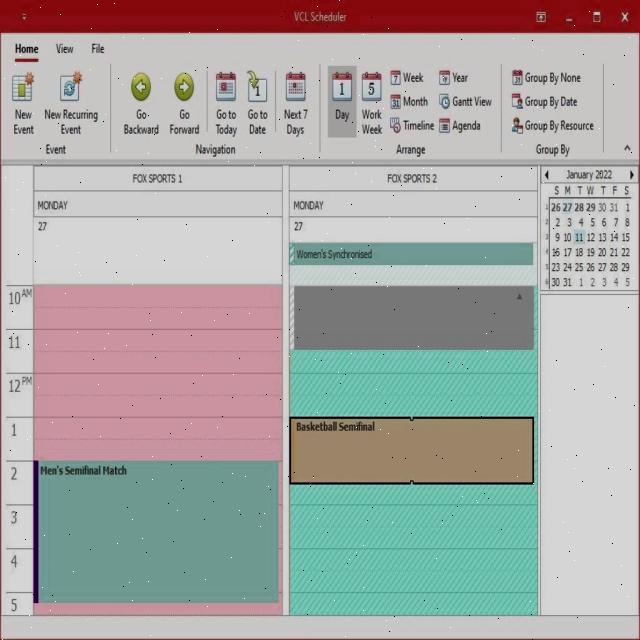 VCL Scheduler
Home View File
New Event
New Recurring Event
Event
Go Backward
Go Forward
Go to Today
Go to Date
Next 7 Days
Navigation
Day
Work Week
Week
Month
Timeline
Year
Gantt View
Agenda
Arrange
Group By None
Group By Date
Group By Resource
Group By
FOX SPORTS 1
FOX SPORTS 2
MONDAY
MONDAY
27
27
Women's Synchronised
10 AM
11
12 PM
1
2
3
4
5
Basketball Semifinal
Men's Semifinal Match
January 2022
S M T W T F S
1 26 27 28 29 30 31 1
2 2 3 4 5 6 7 8
3 9 10 11 12 13 14 15
4 16 17 18 19 20 21 22
5 23 24 25 26 27 28 29
6 30 31 1 2 3 4 5